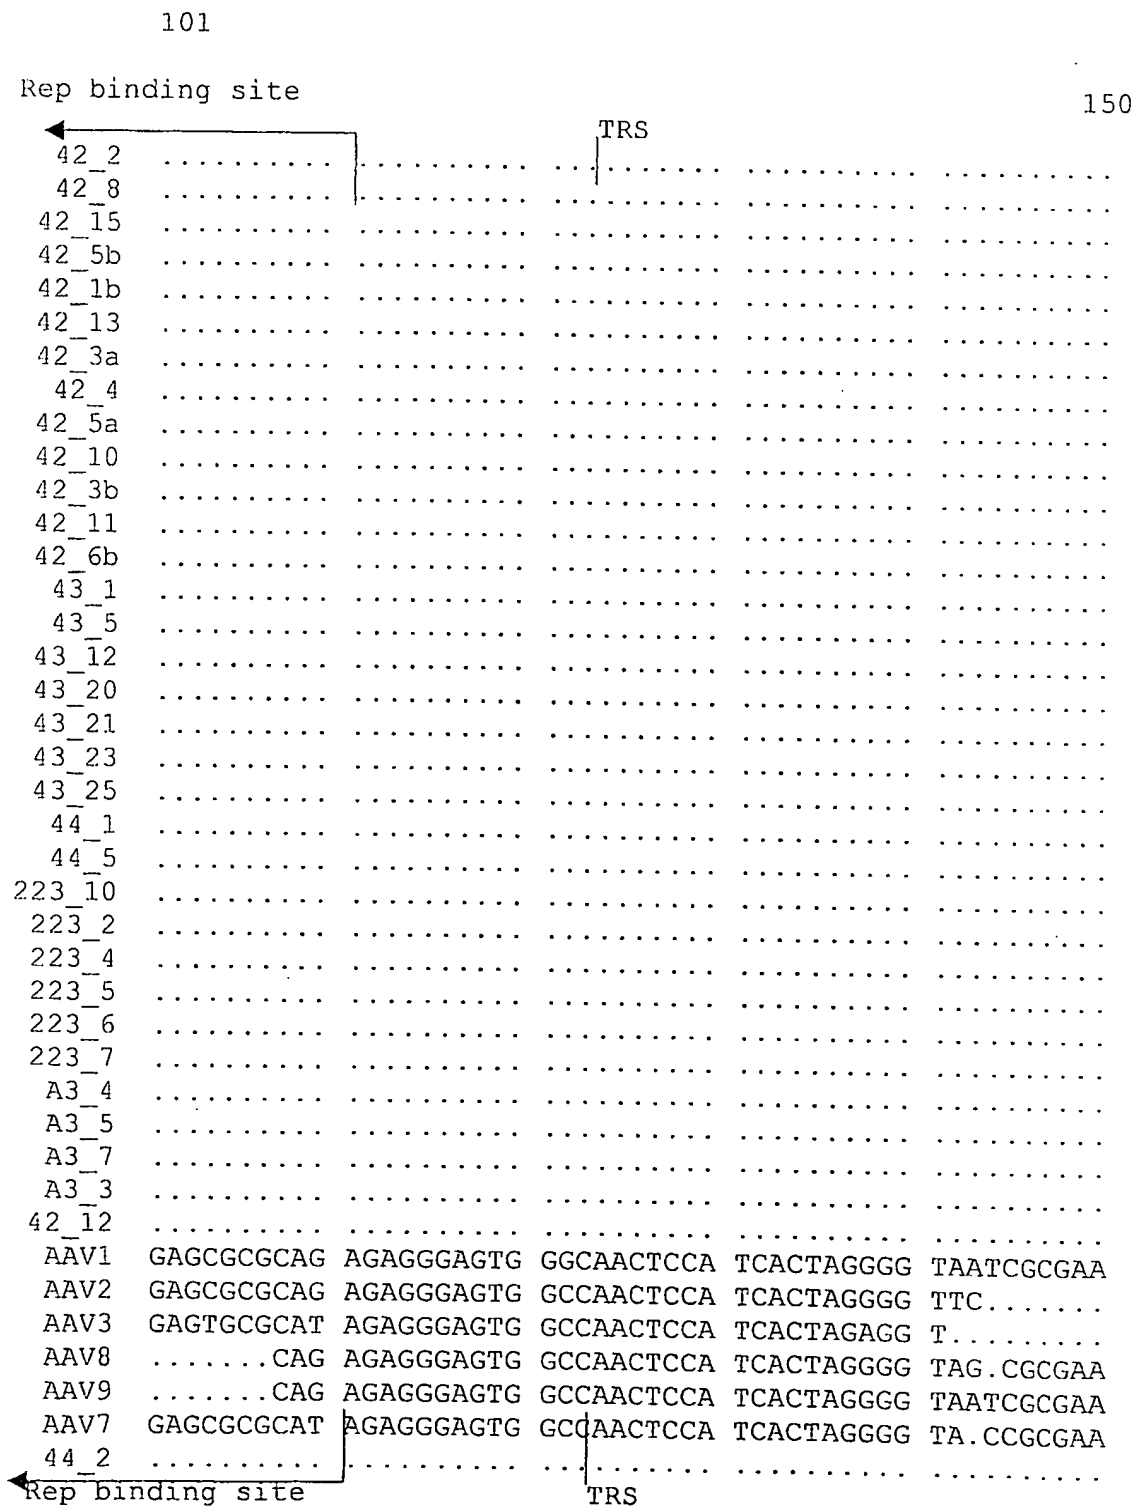 101
Rep binding site
150
TRS
42_2 .......... .......... .......... .......... ..........
42_8 .......... .......... .......... .......... ..........
42_15 .......... .......... .......... .......... ..........
42_5b .......... .......... .......... .......... ..........
42_1b .......... .......... .......... .......... ..........
42_13 .......... .......... .......... .......... ..........
42_3a .......... .......... .......... .......... ..........
42_4 .......... .......... .......... .......... ..........
42_5a .......... .......... .......... .......... ..........
42_10 .......... .......... .......... .......... ..........
42_3b .......... .......... .......... .......... ..........
42_11 .......... .......... .......... .......... ..........
42_6b .......... .......... .......... .......... ..........
43_1 .......... .......... .......... .......... ..........
43_5 .......... .......... .......... .......... ..........
43_12 .......... .......... .......... .......... ..........
43_20 .......... .......... .......... .......... ..........
43_21 .......... .......... .......... .......... ..........
43_23 .......... .......... .......... .......... ..........
43_25 .......... .......... .......... .......... ..........
44_1 .......... .......... .......... .......... ..........
44_5 .......... .......... .......... .......... ..........
223_10 .......... .......... .......... .......... ..........
223_2 .......... .......... .......... .......... ..........
223_4 .......... .......... .......... .......... ..........
223_5 .......... .......... .......... .......... ..........
223_6 .......... .......... .......... .......... ..........
223_7 .......... .......... .......... .......... ..........
A3_4 .......... .......... .......... .......... ..........
A3_5 .......... .......... .......... .......... ..........
A3_7 .......... .......... .......... .......... ..........
A3_3 .......... .......... .......... .......... ..........
42_12 .......... .......... .......... .......... ..........
AAV1 GAGCGCGCAG AGAGGGAGTG GGCAACTCCA TCACTAGGGG TAATCGCGAA
AAV2 GAGCGCGCAG AGAGGGAGTG GCCAACTCCA TCACTAGGGG TTC.......
AAV3 GAGTGCGCAT AGAGGGAGTG GCCAACTCCA TCACTAGAGG T.........
AAV8 .......CAG AGAGGGAGTG GCCAACTCCA TCACTAGGGG TAG.CGCGAA
AAV9 .......CAG AGAGGGAGTG GCCAACTCCA TCACTAGGGG TAATCGCGAA
AAV7 GAGCGCGCAT AGAGGGAGTG GCCAACTCCA TCACTAGGGG TA.CCGCGAA
44_2 .......... .......... .......... .......... ..........
Rep binding site TRS